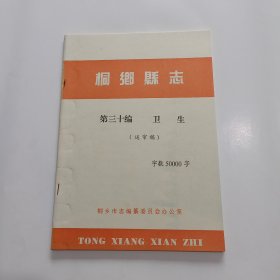 桐鄉縣志
第三十编 卫生
(送审稿)
字数50000字
桐乡市志编纂委员会办公室
TONG XIANG XIAN ZHI